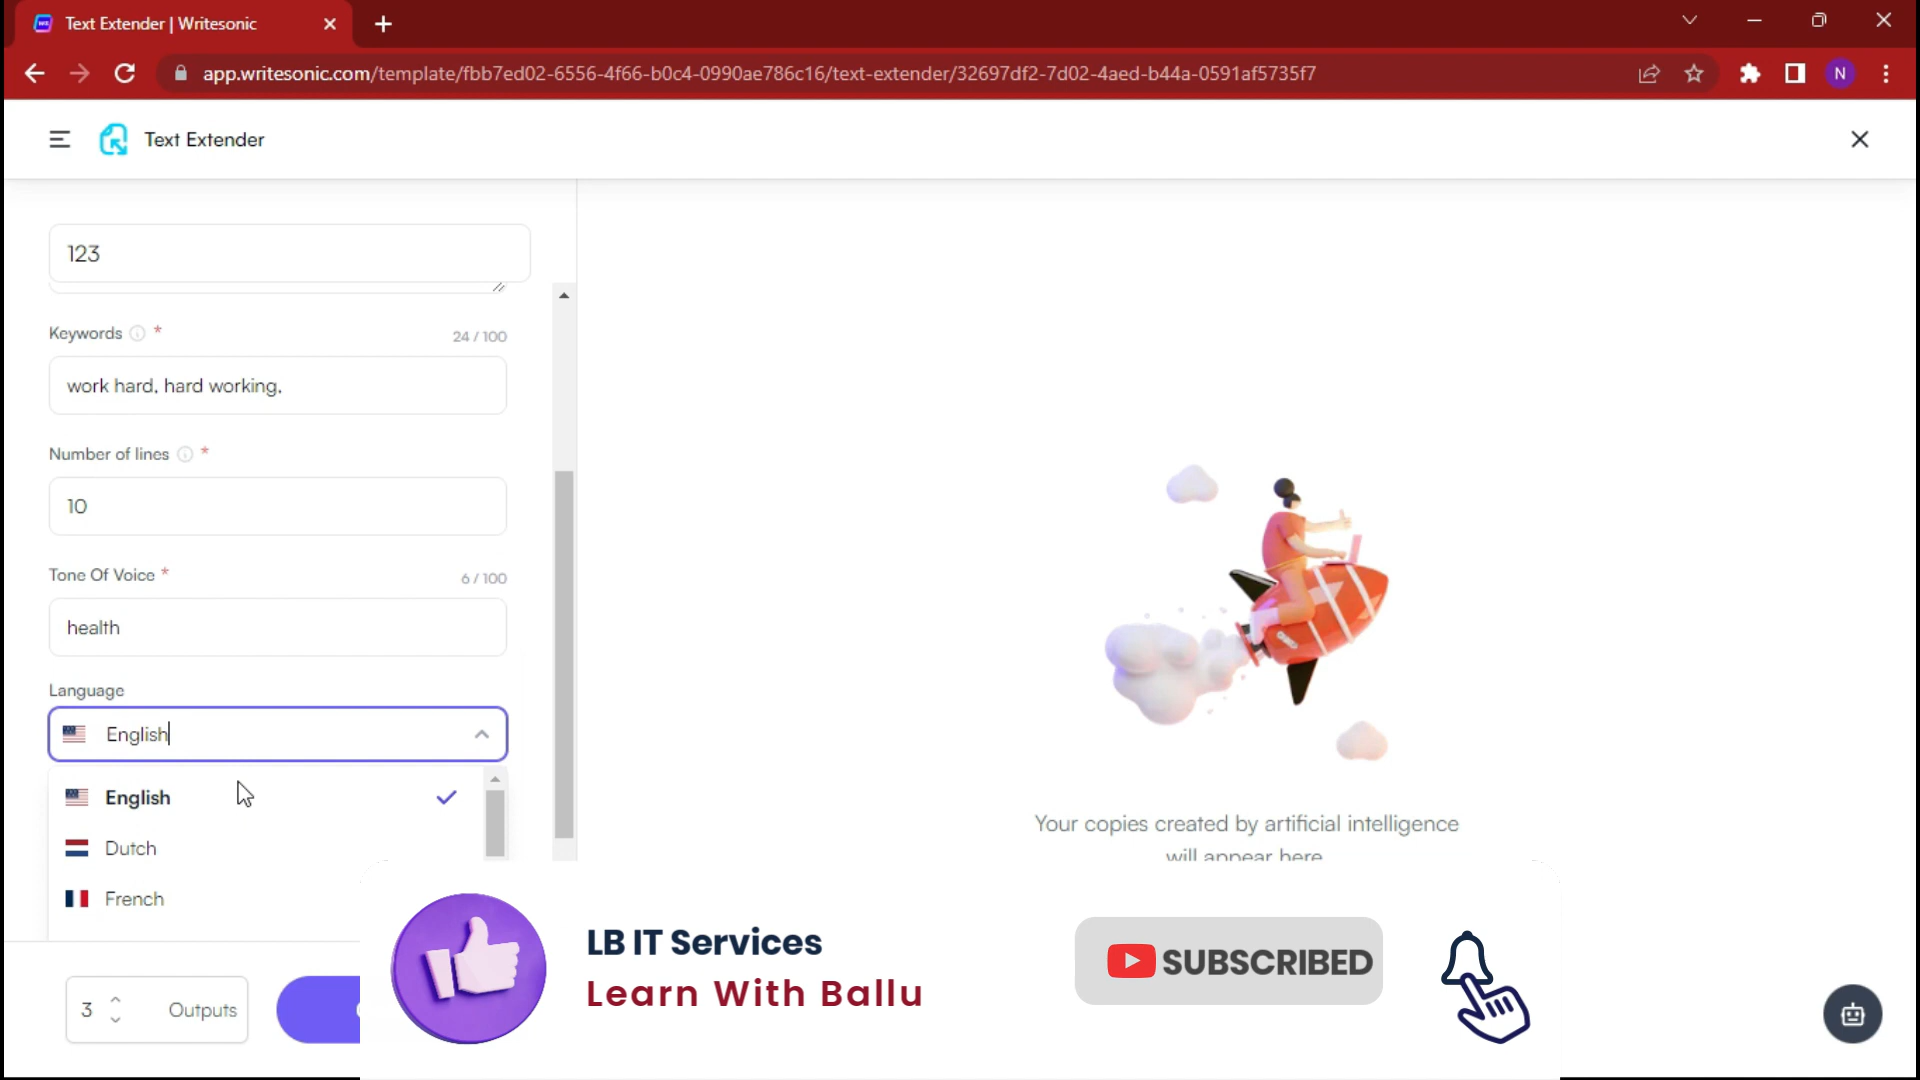 Text Extender | Writesonic
app.writesonic.com/template/fbb7ed02-6556-4f66-b0c4-0990ae786c16/text-extender/32697df2-7d02-4aed-b44a-0591af5735f7
N
Text Extender
123
Keywords * 24 / 100
work hard, hard working,
Number of lines *
10
Tone Of Voice * 6 / 100
health
Language
English
English
Dutch
French
3 Outputs
Your copies created by artificial intelligence
will appear here
LB IT Services
Learn With Ballu
SUBSCRIBED